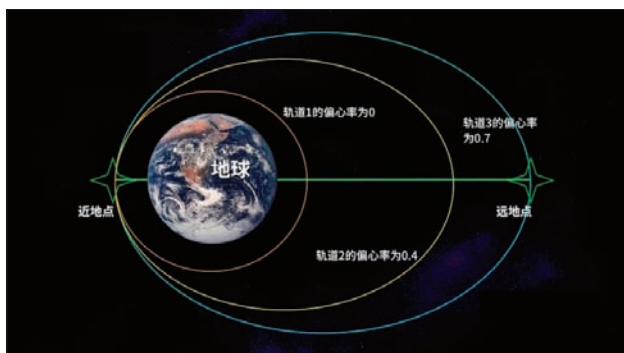 轨道1的偏心率为0
轨道3的偏心率
为0.7
地球
近地点
远地点
轨道2的偏心率为0.4